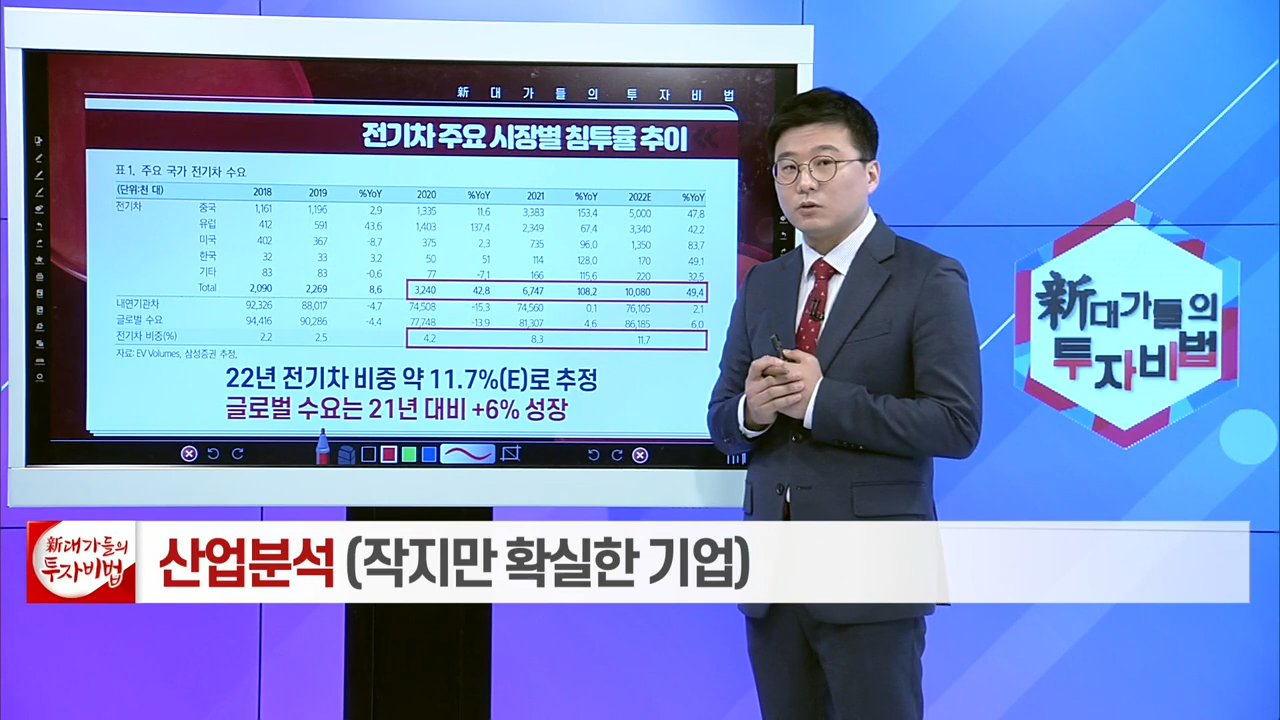 新대가들의투자비법
전기차 주요 시장별 침투율 추이
표1. 주요 국가 전기차 수요
(단위:천 대) 2018 2019 %YoY 2020 %YoY 2021 %YoY 2022E %YoY
전기차 중국 1,161 1,196 2.9 1,335 11.6 3,383 153.4 5,000 47.8
유럽 412 591 43.6 1,403 137.4 2,349 67.4 3,340 42.2
미국 402 367 -8.7 375 2.3 735 96.0 1,350 83.7
한국 32 33 3.2 50 51 114 128.0 170 49.1
기타 83 83 -0.6 77 -7.1 166 115.6 220 32.5
Total 2,090 2,269 8.6 3,240 42.8 6,747 108.2 10,080 49.4
내연기관차 92,326 88,017 -4.7 74,508 -15.3 74,560 0.1 76,105 2.1
글로벌 수요 94,416 90,286 -4.4 77,748 -13.9 81,307 4.6 86,185 6.0
전기차 비중(%) 2.2 2.5 4.2 8.3 11.7
자료: EV Volumes, 삼성증권 추정,
22년 전기차 비중 약 11.7%(E)로 추정
글로벌 수요는 21년 대비 +6% 성장
新대가들의
투자비법
新대가들의
투자비법
산업분석 (작지만 확실한 기업)